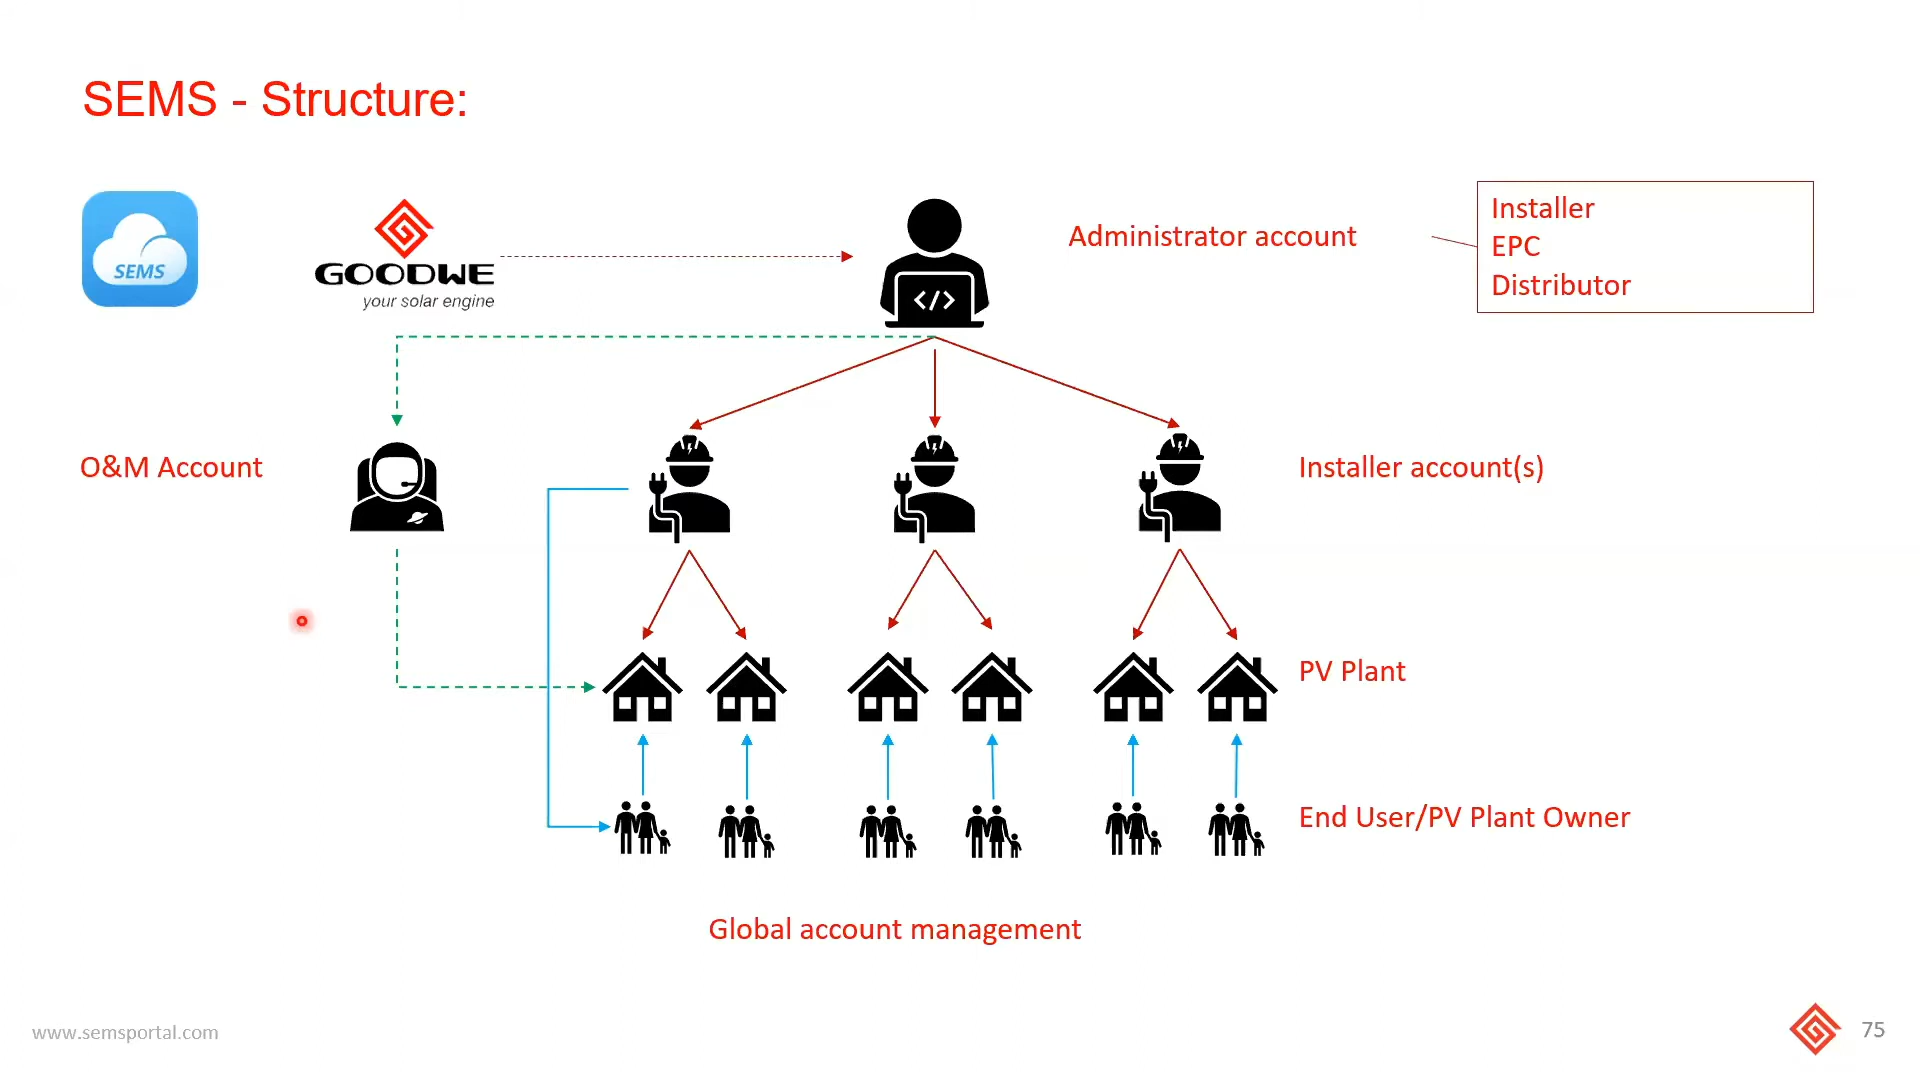 SEMS - Structure:
SEMS
GOODWE
your solar engine
</>
Administrator account
Installer
EPC
Distributor
O&M Account
Installer account(s)
PV Plant
End User/PV Plant Owner
Global account management
www.semsportal.com
75